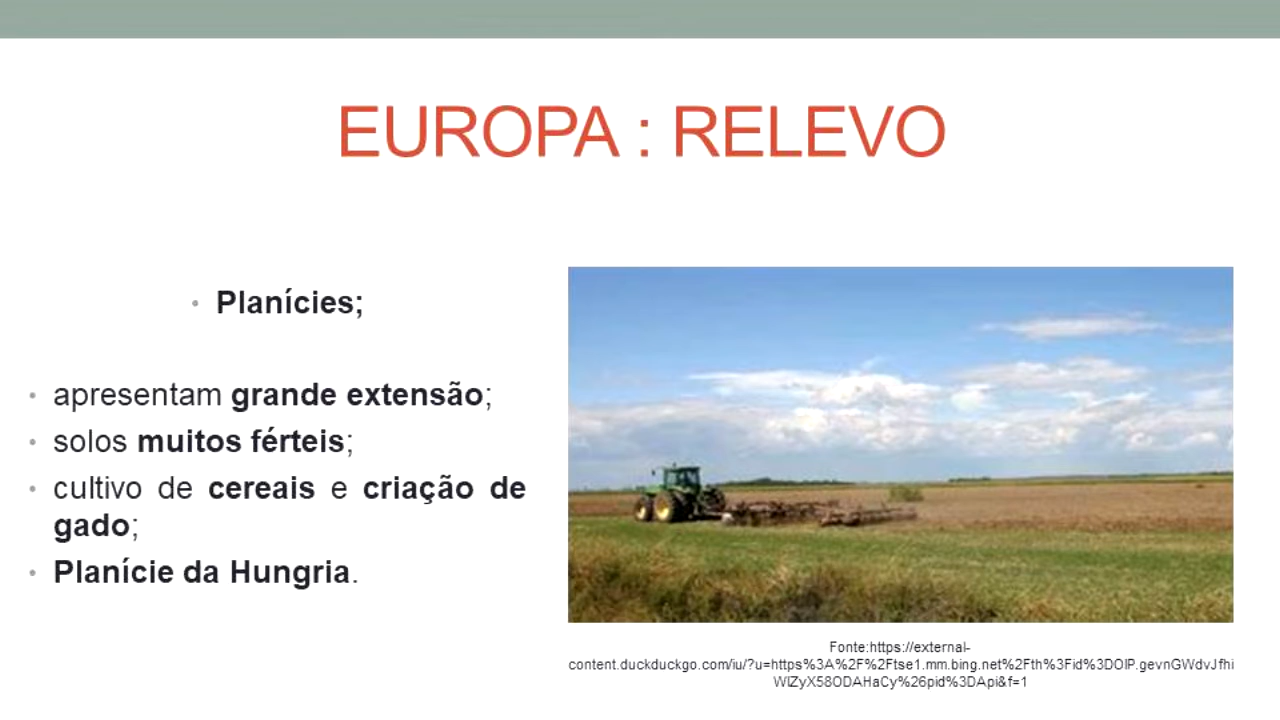 EUROPA : RELEVO
• Planícies;
• apresentam grande extensão;
• solos muitos férteis;
• cultivo de cereais e criação de
gado;
• Planície da Hungria.
Fonte:https://external-
content.duckduckgo.com/iu/?u=https%3A%2F%2Ftse1.mm.bing.net%2Fth%3Fid%3DOIP.gevnGWdvJfhi
WIZyX58ODAHaCy%26pid%3DApi&f=1